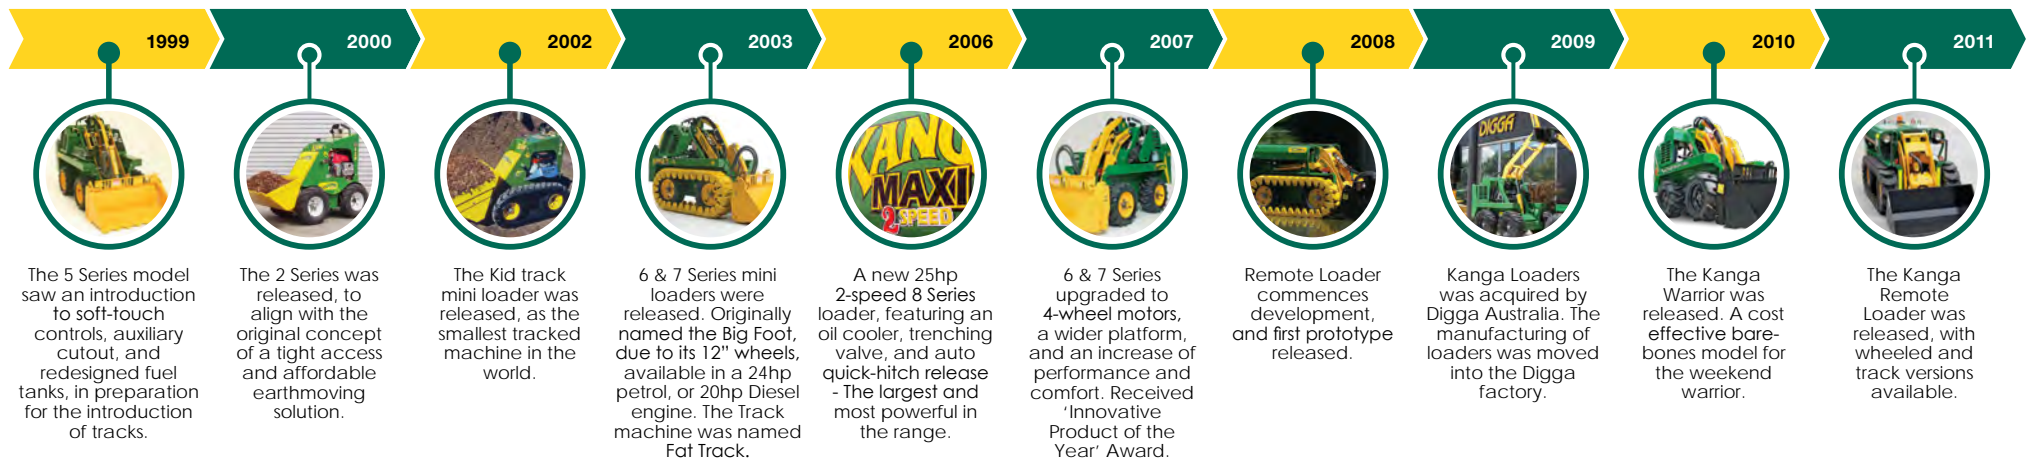 1999
2000
2002
2003
2006
2007
2008
2009
2010
2011
KANG
MAXI
2 SPEED
DIGGA
The 5 Series model
saw an introduction
to soft-touch
controls, auxiliary
cutout, and
redesigned fuel
tanks, in preparation
for the introduction
of tracks.
The 2 Series was
released, to
align with the
original concept
of a tight access
and affordable
earthmoving
solution.
The Kid track
mini loader was
released, as the
smallest tracked
machine in the
world.
6 & 7 Series mini
loaders were
released. Originally
named the Big Foot,
due to its 12” wheels,
available in a 24hp
petrol, or 20hp Diesel
engine. The Track
machine was named
Fat Track.
A new 25hp
2-speed 8 Series
loader, featuring an
oil cooler, trenching
valve, and auto
quick-hitch release
- The largest and
most powerful in
the range.
6 & 7 Series
upgraded to
4-wheel motors,
a wider platform,
and an increase of
performance and
comfort. Received
‘Innovative
Product of the
Year’ Award.
Remote Loader
commences
development,
and first prototype
released.
Kanga Loaders
was acquired by
Digga Australia. The
manufacturing of
loaders was moved
into the Digga
factory.
The Kanga
Warrior was
released. A cost
effective bare-
bones model for
the weekend
warrior.
The Kanga
Remote
Loader was
released, with
wheeled and
track versions
available.